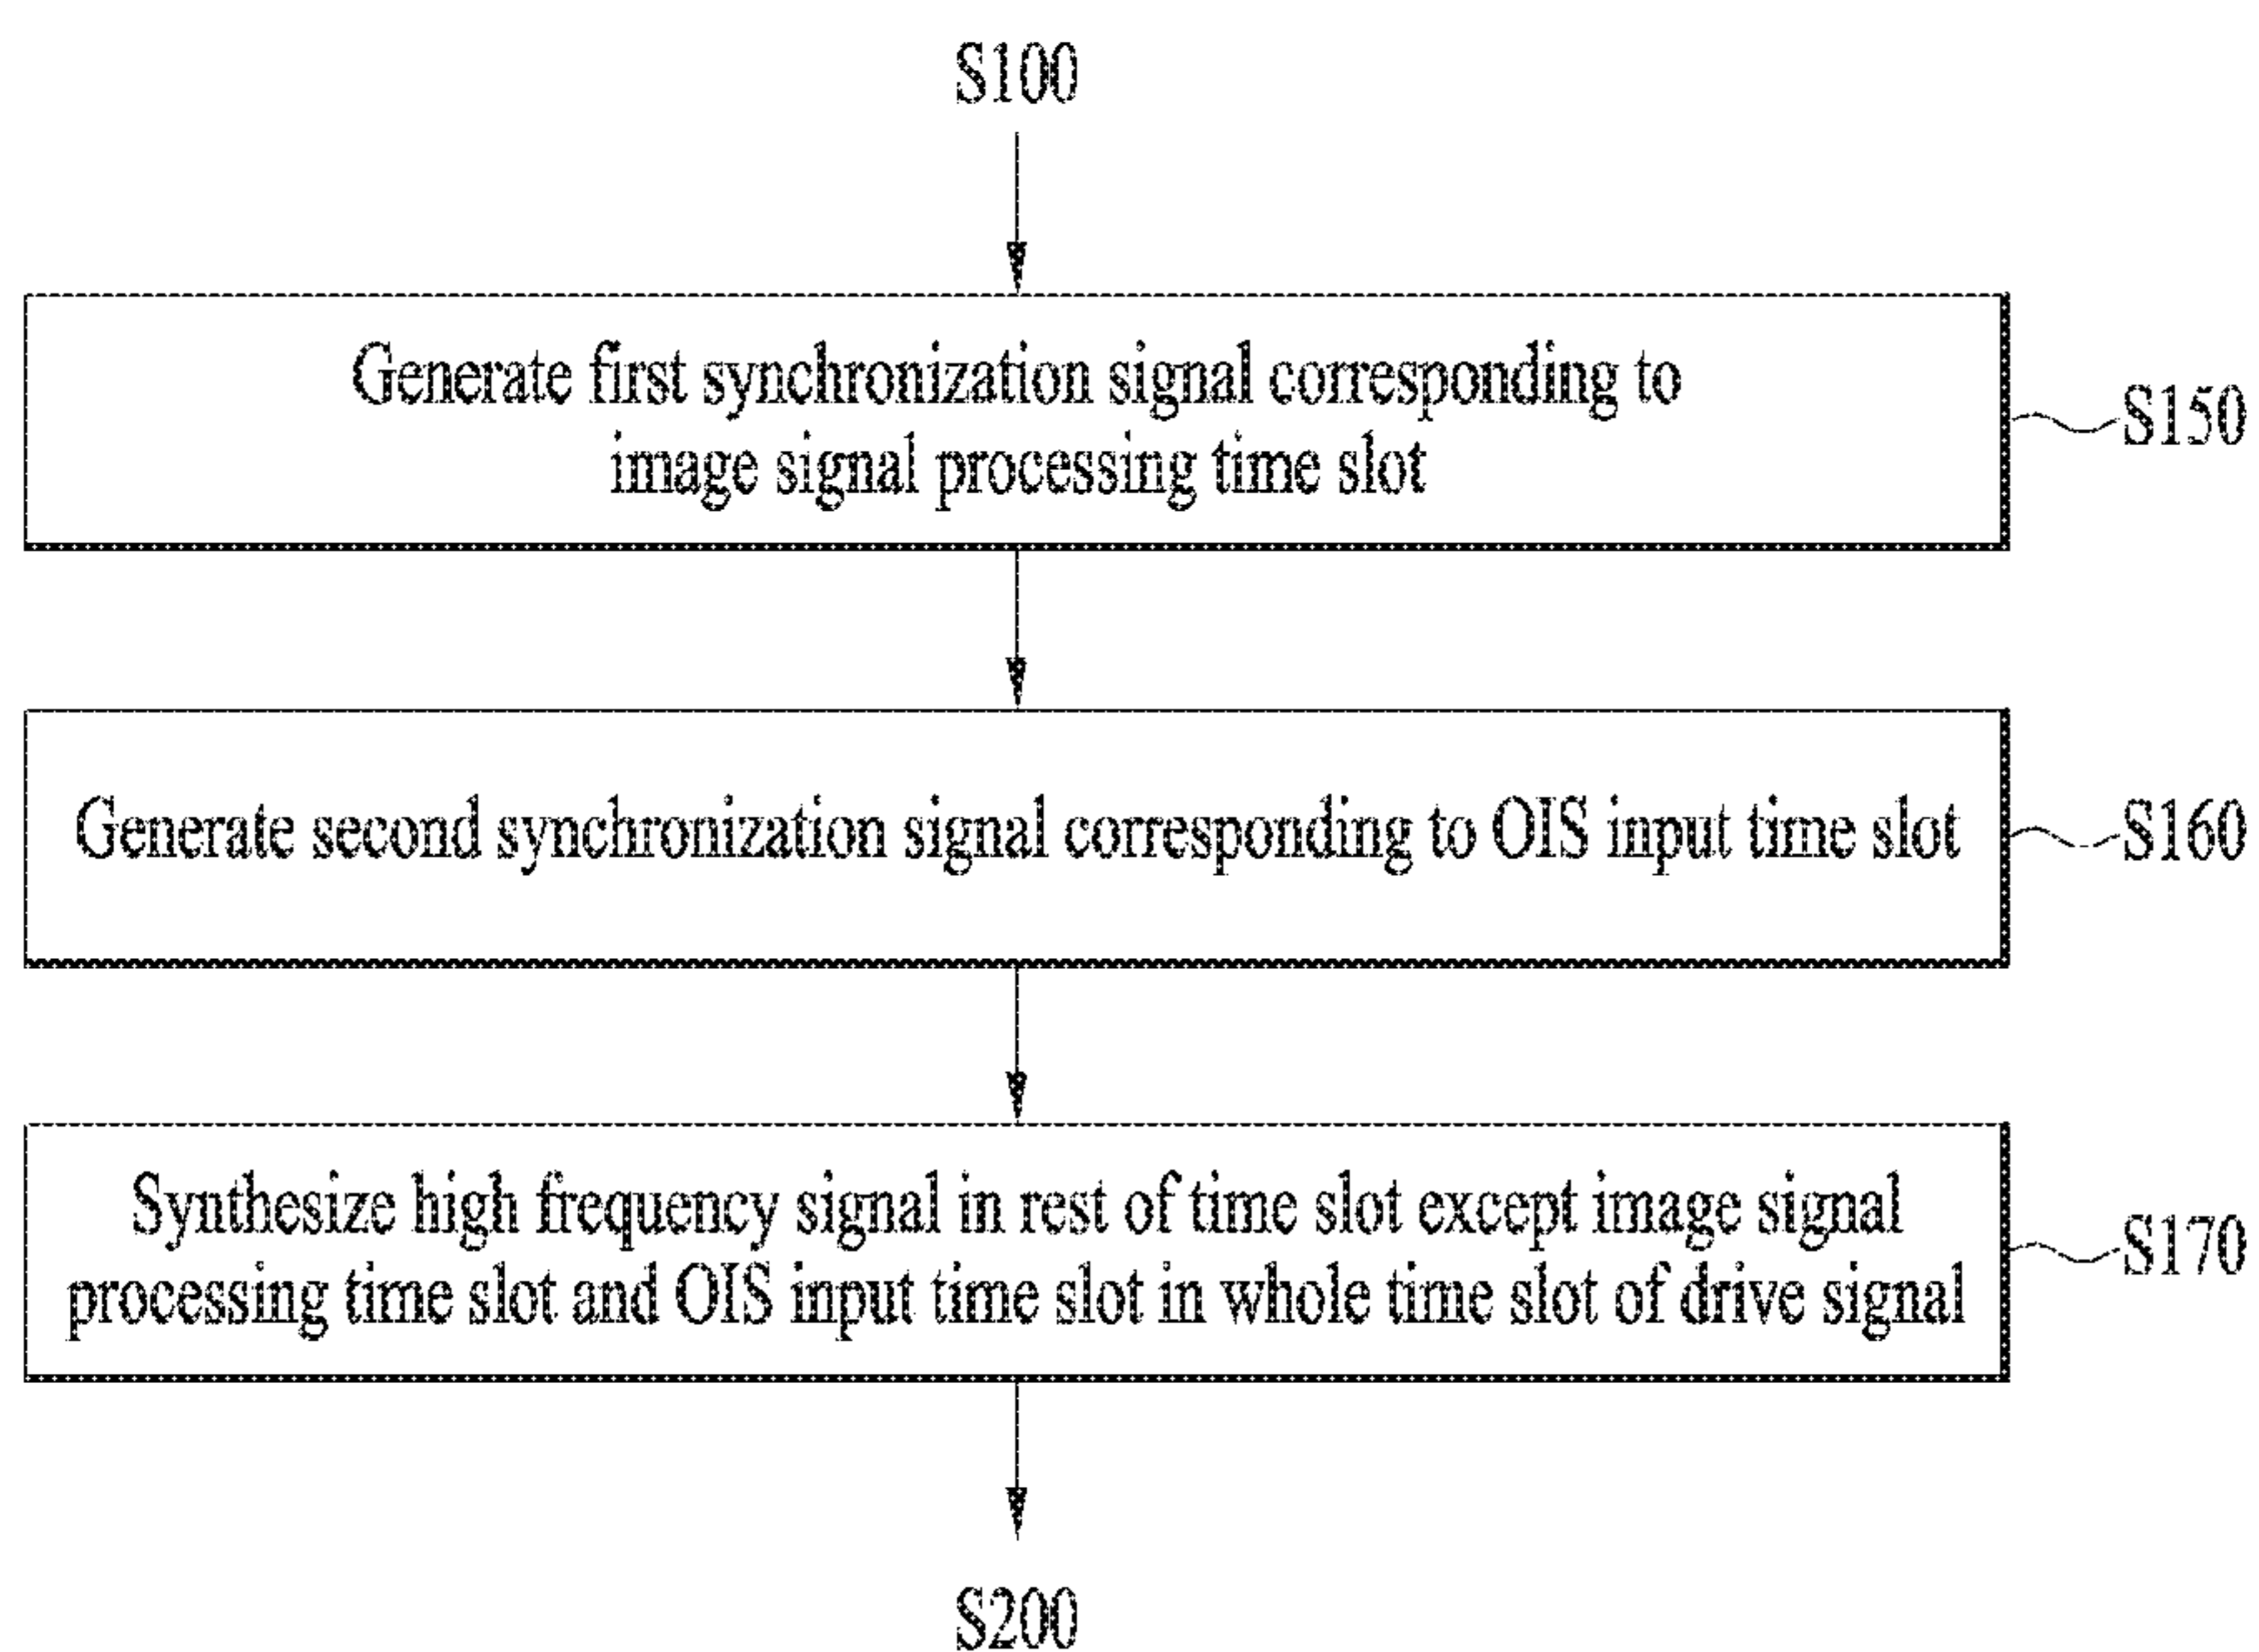 S100
Generate first synchronization signal corresponding to
image signal processing time slot
S150
Generate second synchronization signal corresponding to OIS input time slot
S160
Synthesize high frequency signal in rest of time slot except image signal
processing time slot and OIS input time slot in whole time slot of drive signal
S170
S200